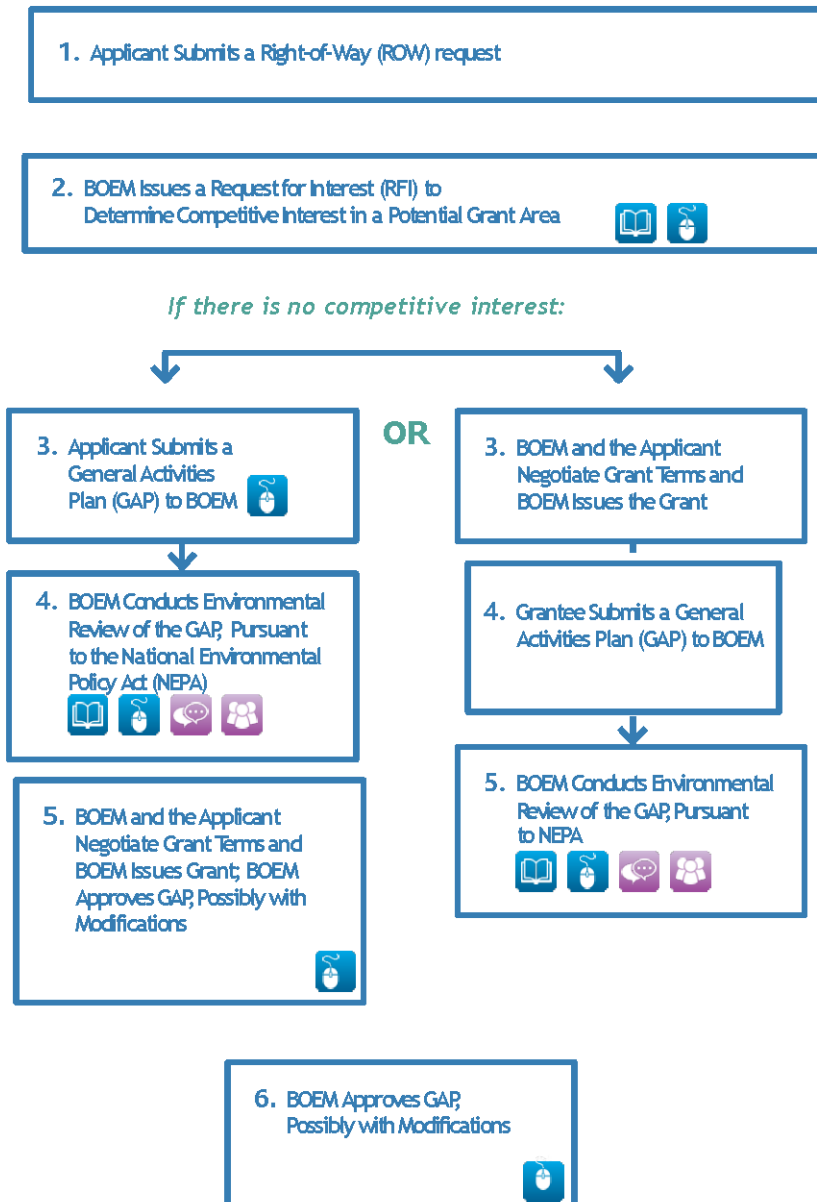 1. Applicant Submits a Right-of-Way (ROW) request
2. BOEM Issues a Request for Interest (RFI) to
Determine Competitive Interest in a Potential Grant Area
If there is no competitive interest:
3. Applicant Submits a
General Activities
Plan (GAP) to BOEM
4. BOEM Conducts Environmental
Review of the GAP, Pursuant
to the National Environmental
Policy Act (NEPA)
5. BOEM and the Applicant
Negotiate Grant Terms and
BOEM Issues Grant; BOEM
Approves GAP, Possibly with
Modifications
OR
3. BOEM and the Applicant
Negotiate Grant Terms and
BOEM Issues the Grant
4. Grantee Submits a General
Activities Plan (GAP) to BOEM
5. BOEM Conducts Environmental
Review of the GAP, Pursuant
to NEPA
6. BOEM Approves GAP,
Possibly with Modifications